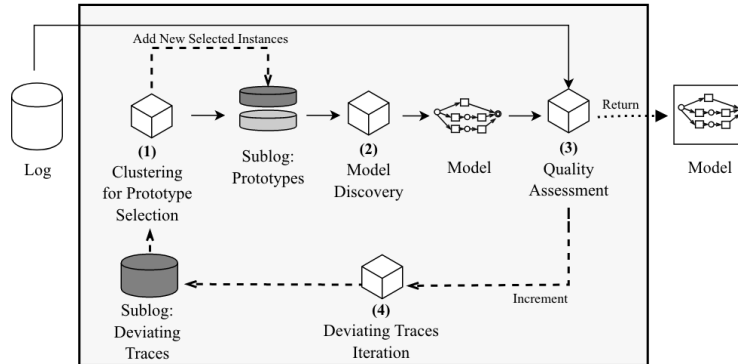 Add New Selected Instances
Log
(1)
Clustering
for Prototype
Selection
Sublog:
Prototypes
(2)
Model
Discovery
Model
(3)
Quality
Assessment
Return
Model
Increment
(4)
Deviating Traces
Iteration
Sublog:
Deviating
Traces